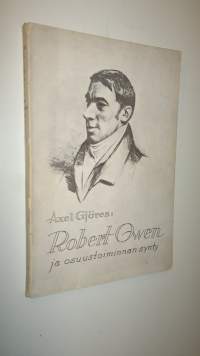 Axel Gjöres:
Robert Owen
ja osuustoiminnan synty